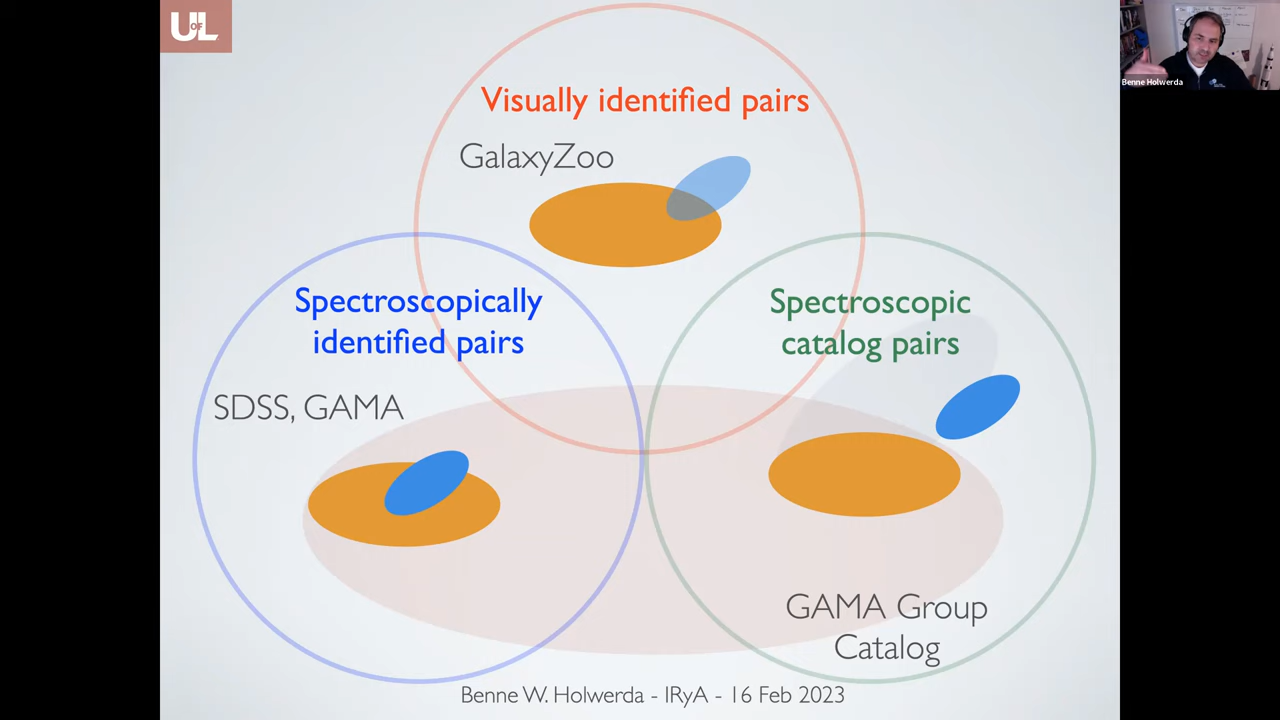 UofL
Benne Holwerda
Visually identified pairs
GalaxyZoo
Spectroscopically
identified pairs
SDSS, GAMA
Spectroscopic
catalog pairs
GAMA Group
Catalog
Benne W. Holwerda - IRyA - 16 Feb 2023